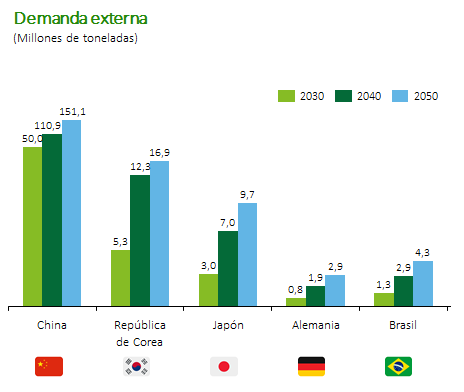 Demanda externa
(Millones de toneladas)
2030 2040 2050
50,0 110,9 151,1
5,3 12,3 16,9
3,0 7,0 9,7
0,8 1,9 2,9
1,3 2,9 4,3
China
República
de Corea
Japón
Alemania
Brasil